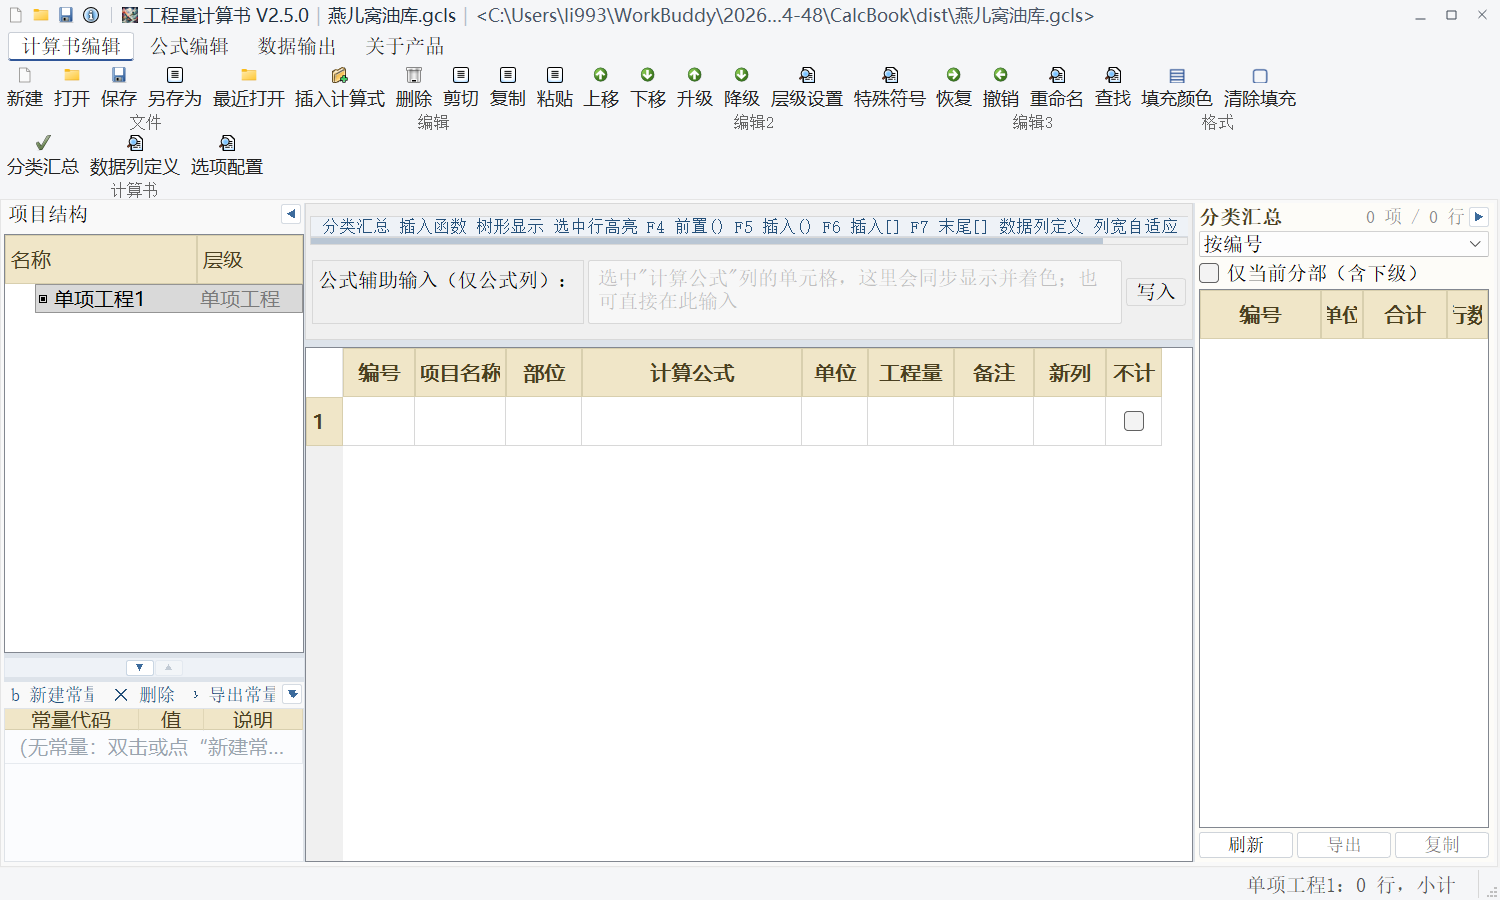 工程量计算书 V2.5.0 | 燕儿窝油库.gcls | <C:\Users\li993\WorkBuddy\2026...4-48\CalcBook\dist\燕儿窝油库.gcls>
计算书编辑 公式编辑 数据输出 关于产品
新建 打开 保存 另存为 最近打开 插入计算式 删除 剪切 复制 粘贴 上移 下移 升级 降级 层级设置 特殊符号 恢复 撤销 重命名 查找 填充颜色 清除填充
文件 编辑 编辑2 编辑3 格式
分类汇总 数据列定义 选项配置
计算书
项目结构
名称 层级
单项工程1 单项工程
b 新建常量 删除 导出常量
常量代码 值 说明
（无常量：双击或点“新建常...
分类汇总 插入函数 树形显示 选中行高亮 F4 前置() F5 插入() F6 插入[] F7 末尾[] 数据列定义 列宽自适应
公式辅助输入（仅公式列）：
选中"计算公式"列的单元格，这里会同步显示并着色；也
可直接在此输入
写入
编号 项目名称 部位 计算公式 单位 工程量 备注 新列 不计
1
分类汇总 0 项 / 0 行
按编号
仅当前分部（含下级）
编号 单位 合计 行数
刷新 导出 复制
单项工程1：0 行，小计